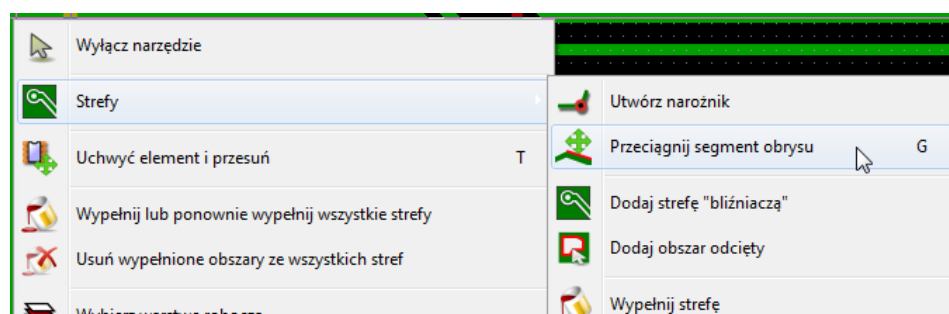 Wyłącz narzędzie
Strefy
Utwórz narożnik
Przeciągnij segment obrysu G
Uchwyć element i przesuń T
Dodaj strefę "bliźniaczą"
Wypełnij lub ponownie wypełnij wszystkie strefy
Dodaj obszar odcięty
Usuń wypełnione obszary ze wszystkich stref
Wypełnij strefę